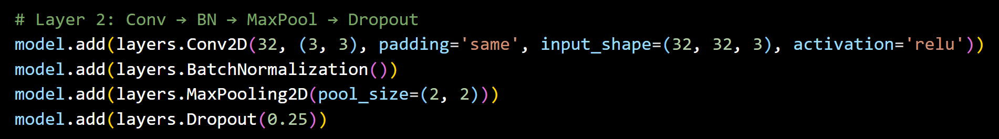 # Layer 2: Conv → BN → MaxPool → Dropout
model.add(layers.Conv2D(32, (3, 3), padding='same', input_shape=(32, 32, 3), activation='relu'))
model.add(layers.BatchNormalization())
model.add(layers.MaxPooling2D(pool_size=(2, 2)))
model.add(layers.Dropout(0.25))